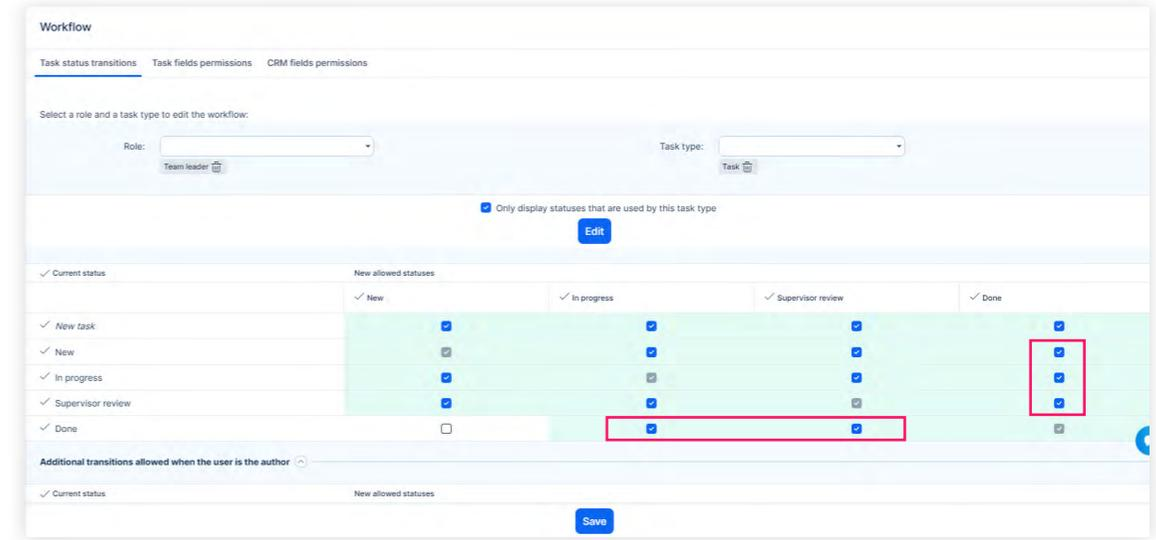 Workflow
Task status transitions Task fields permissions CRM fields permissions
Select a role and a task type to edit the workflow:
Role: Task type:
Team leader Task
Only display statuses that are used by this task type
Edit
Current status New allowed statuses
New In progress Supervisor review Done
New task
New
In progress
Supervisor review
Done
Additional transitions allowed when the user is the author
Current status New allowed statuses
Save